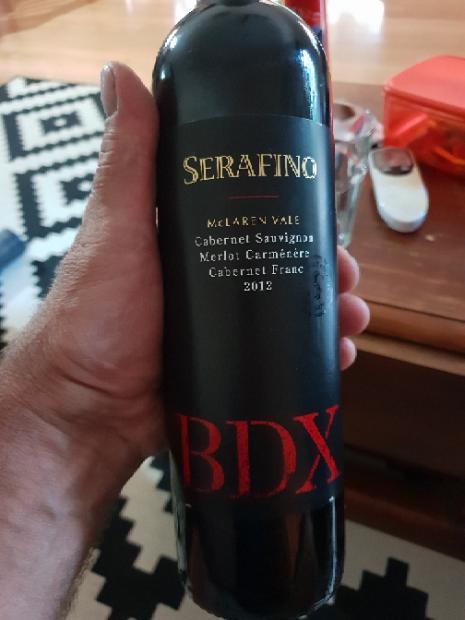 SERAFINO
McLAREN VALE
Cabernet Sauvignon
Merlot Carménère
Cabernet Franc
2012
BDX